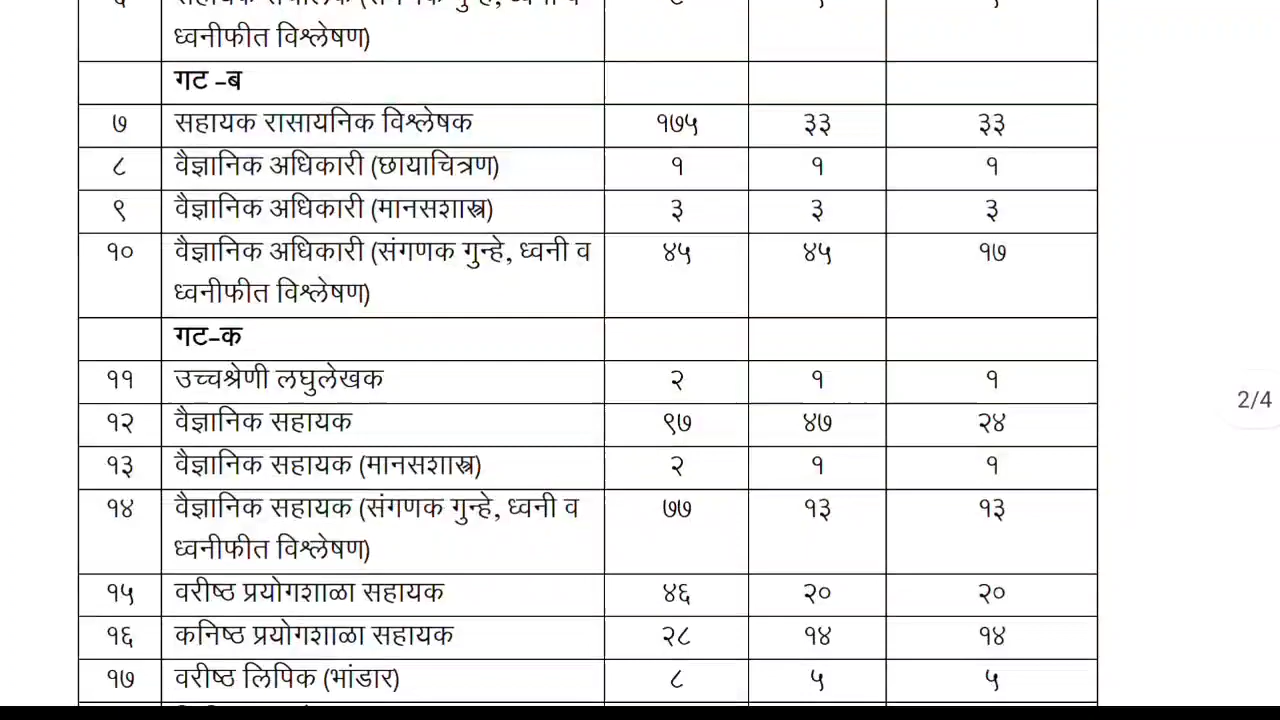 ध्वनीफीत विश्लेषण)
गट -ब
७ सहायक रासायनिक विश्लेषक १७५ ३३ ३३
८ वैज्ञानिक अधिकारी (छायाचित्रण) १ १ १
९ वैज्ञानिक अधिकारी (मानसशास्त्र) ३ ३ ३
१० वैज्ञानिक अधिकारी (संगणक गुन्हे, ध्वनी व ४५ ४५ १७
ध्वनीफीत विश्लेषण)
गट-क
११ उच्चश्रेणी लघुलेखक २ १ १
१२ वैज्ञानिक सहायक ९७ ४७ २४
१३ वैज्ञानिक सहायक (मानसशास्त्र) २ १ १
१४ वैज्ञानिक सहायक (संगणक गुन्हे, ध्वनी व ७७ १३ १३
ध्वनीफीत विश्लेषण)
2/4
१५ वरीष्ठ प्रयोगशाळा सहायक ४६ २० २०
१६ कनिष्ठ प्रयोगशाळा सहायक २८ १४ १४
१७ वरीष्ठ लिपिक (भांडार) ८ ५ ५